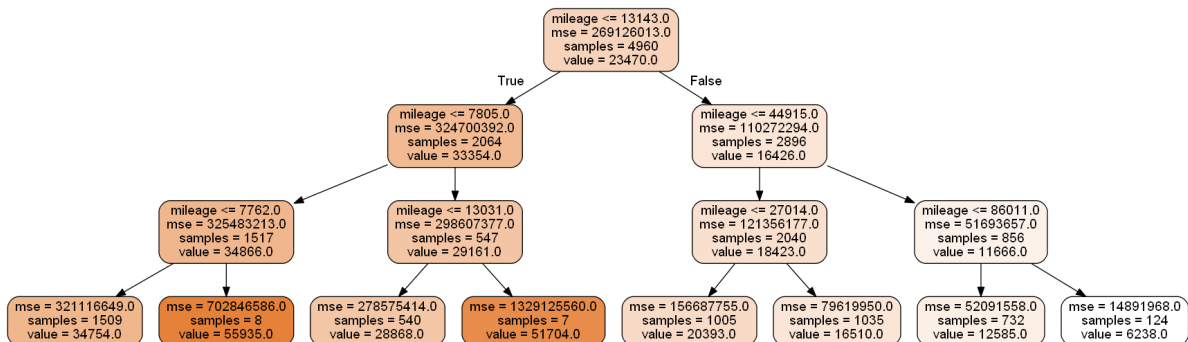 mileage <= 13143.0
mse = 269126013.0
samples = 4960
value = 23470.0
True
False
mileage <= 7805.0
mse = 324700392.0
samples = 2064
value = 33354.0
mileage <= 44915.0
mse = 110272294.0
samples = 2896
value = 16426.0
mileage <= 7762.0
mse = 325483213.0
samples = 1517
value = 34866.0
mileage <= 13031.0
mse = 298607377.0
samples = 547
value = 29161.0
mileage <= 27014.0
mse = 121356177.0
samples = 2040
value = 18423.0
mileage <= 86011.0
mse = 51693657.0
samples = 856
value = 11666.0
mse = 321116649.0
samples = 1509
value = 34754.0
mse = 702846586.0
samples = 8
value = 55935.0
mse = 278575414.0
samples = 540
value = 28868.0
mse = 1329125560.0
samples = 7
value = 51704.0
mse = 156687755.0
samples = 1005
value = 20393.0
mse = 79619950.0
samples = 1035
value = 16510.0
mse = 52091558.0
samples = 732
value = 12585.0
mse = 14891968.0
samples = 124
value = 6238.0